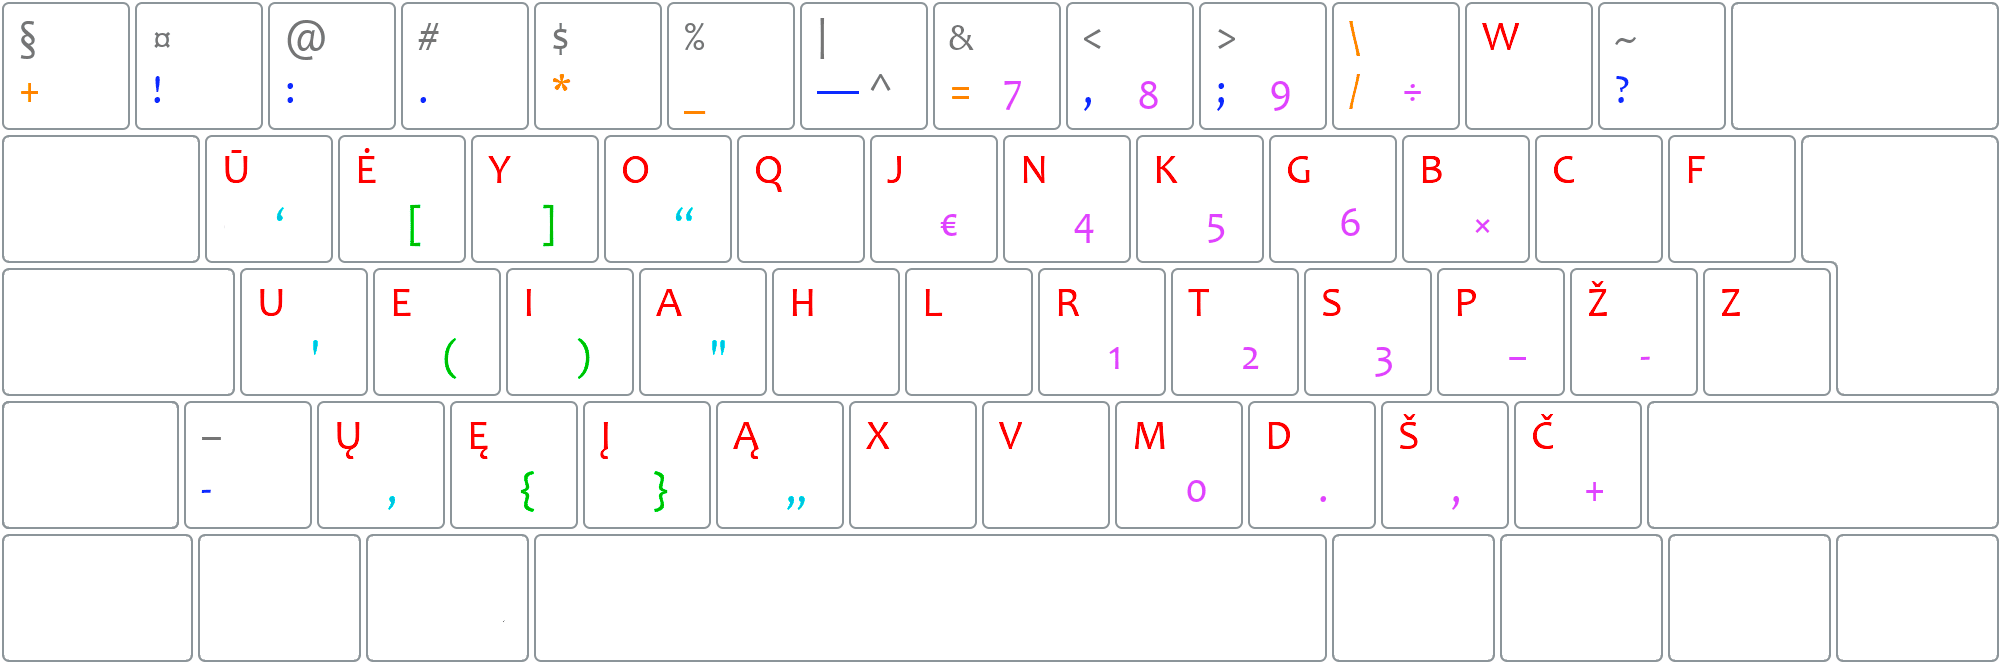 § ¤ @ # $ % | & < > \ W ~
+ ! : . * _ — ^ = 7 , 8 ; 9 / ÷ ?
Ū Ė Y O Q J N K G B C F
‘ [ ] “ € 4 5 6 ×
U E I A H L R T S P Ž Z
' ( ) " 1 2 3 – -
– Ų Ę Į Ą X V M D Š Č
- , { } „ 0 . , +